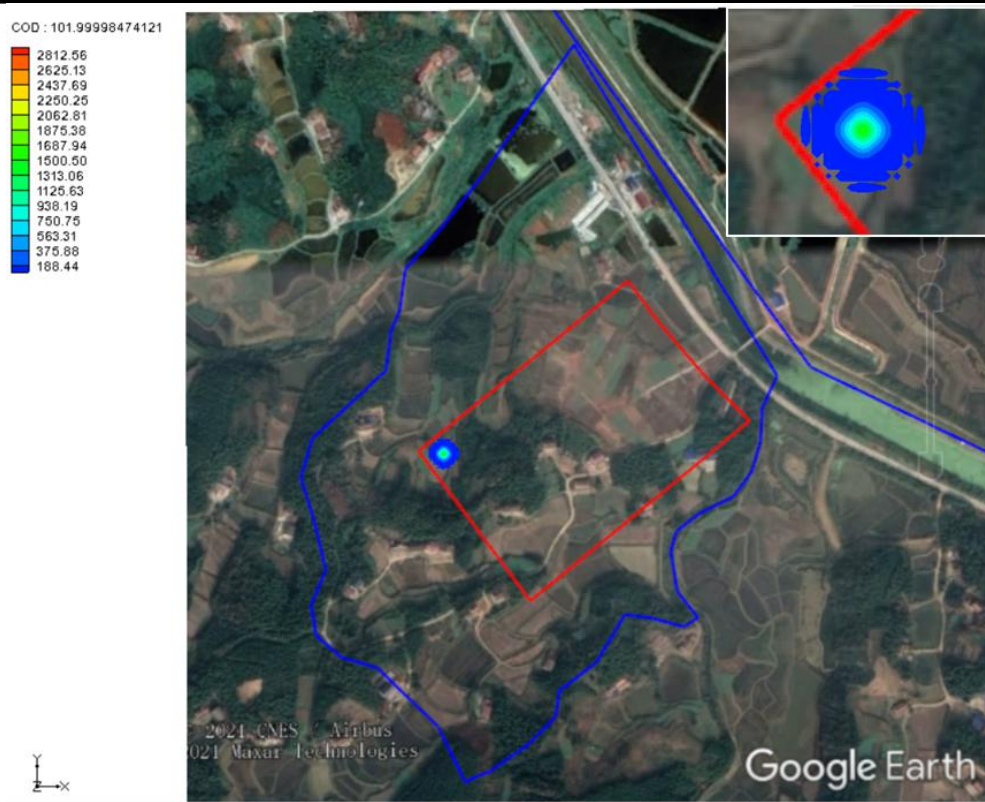 COD : 101.99998474121
2812.56
2625.13
2437.69
2250.25
2062.81
1875.38
1687.94
1500.50
1313.06
1125.63
938.19
750.75
563.31
375.88
188.44
2021 CNES / Airbus
2021 Maxar Technologies
Google Earth
Y
Z
X